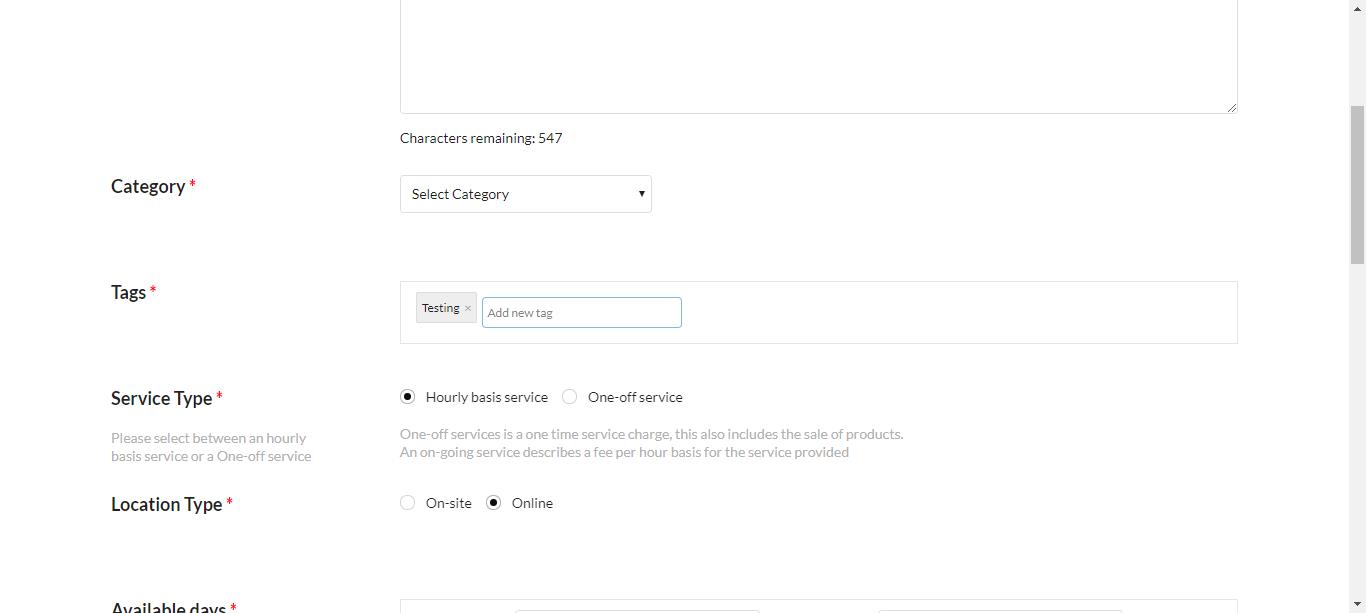 Characters remaining: 547
Category *
Select Category
Tags *
Testing ×
Add new tag
Service Type *
Hourly basis service
One-off service
Please select between an hourly
basis service or a One-off service
One-off services is a one time service charge, this also includes the sale of products.
An on-going service describes a fee per hour basis for the service provided
Location Type *
On-site
Online
Available days *